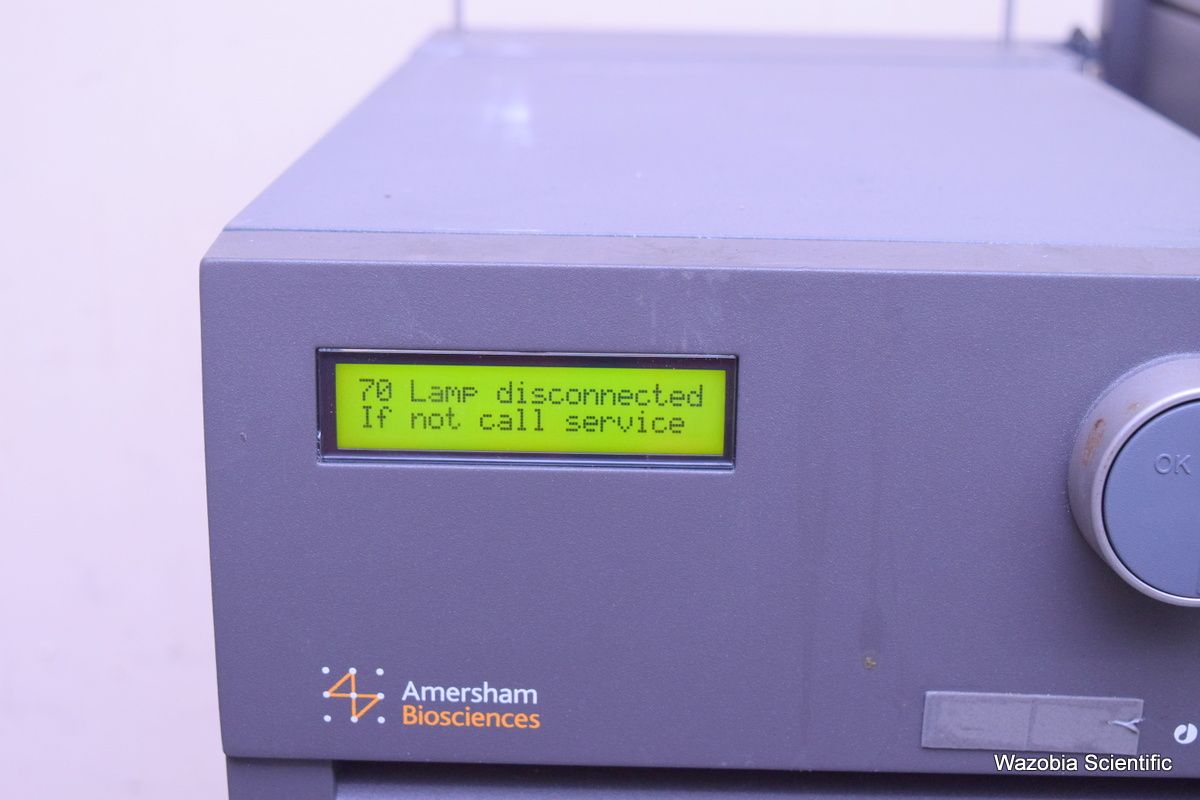 70 Lamp disconnected
If not call service
OK
Amersham
Biosciences
Wazobia Scientific